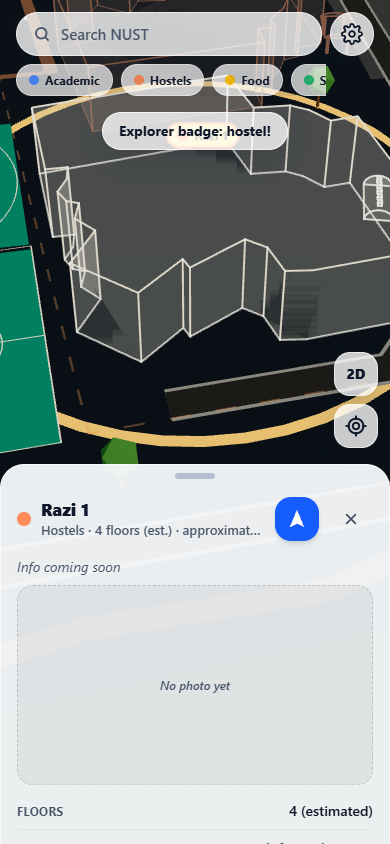 Search NUST
Academic
Hostels
Food
S
Explorer badge: hostel!
2D
Razi 1
Hostels · 4 floors (est.) · approximat...
Info coming soon
No photo yet
FLOORS
4 (estimated)